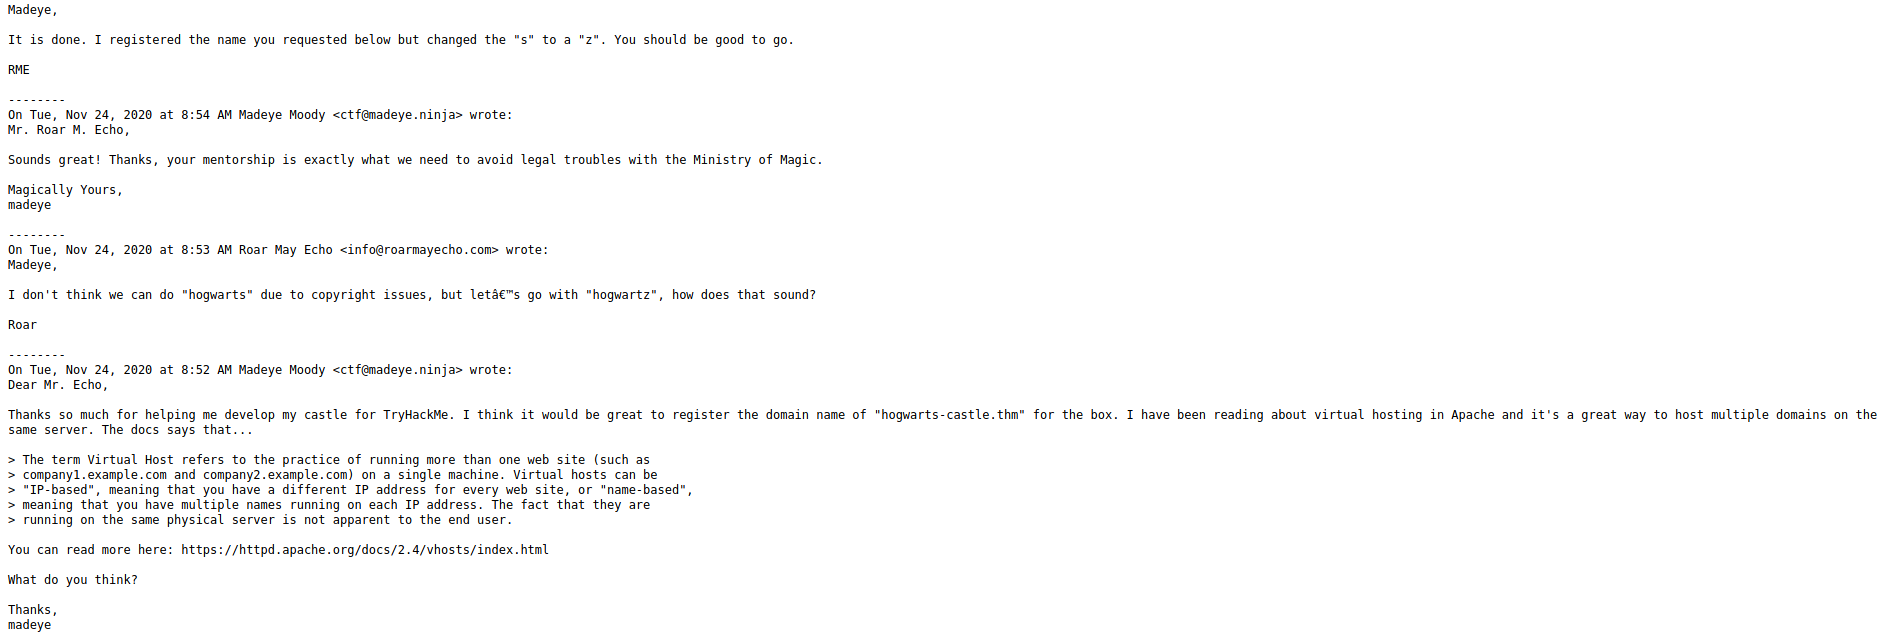 Madeye,
It is done. I registered the name you requested below but changed the "s" to a "z". You should be good to go.
RME
--------
On Tue, Nov 24, 2020 at 8:54 AM Madeye Moody <ctf@madeye.ninja> wrote:
Mr. Roar M. Echo,
Sounds great! Thanks, your mentorship is exactly what we need to avoid legal troubles with the Ministry of Magic.
Magically Yours,
madeye
--------
On Tue, Nov 24, 2020 at 8:53 AM Roar May Echo <info@roarmayecho.com> wrote:
Madeye,
I don't think we can do "hogwarts" due to copyright issues, but letâ€™s go with "hogwartz", how does that sound?
Roar
--------
On Tue, Nov 24, 2020 at 8:52 AM Madeye Moody <ctf@madeye.ninja> wrote:
Dear Mr. Echo,
Thanks so much for helping me develop my castle for TryHackMe. I think it would be great to register the domain name of "hogwarts-castle.thm" for the box. I have been reading about virtual hosting in Apache and it's a great way to host multiple domains on the
same server. The docs says that...
> The term Virtual Host refers to the practice of running more than one web site (such as
> company1.example.com and company2.example.com) on a single machine. Virtual hosts can be
> "IP-based", meaning that you have a different IP address for every web site, or "name-based",
> meaning that you have multiple names running on each IP address. The fact that they are
> running on the same physical server is not apparent to the end user.
You can read more here: https://httpd.apache.org/docs/2.4/vhosts/index.html
What do you think?
Thanks,
madeye